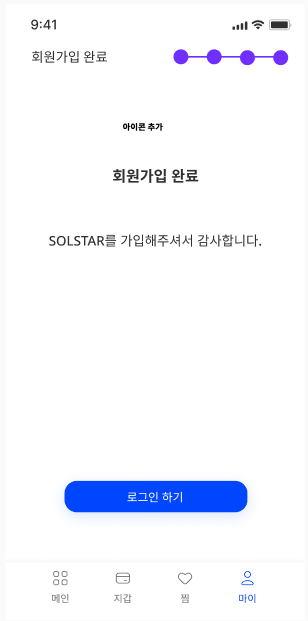 9:41
회원가입 완료
아이콘 추가
회원가입 완료
SOLSTAR를 가입해주셔서 감사합니다.
로그인 하기
메인 지갑 찜 마이